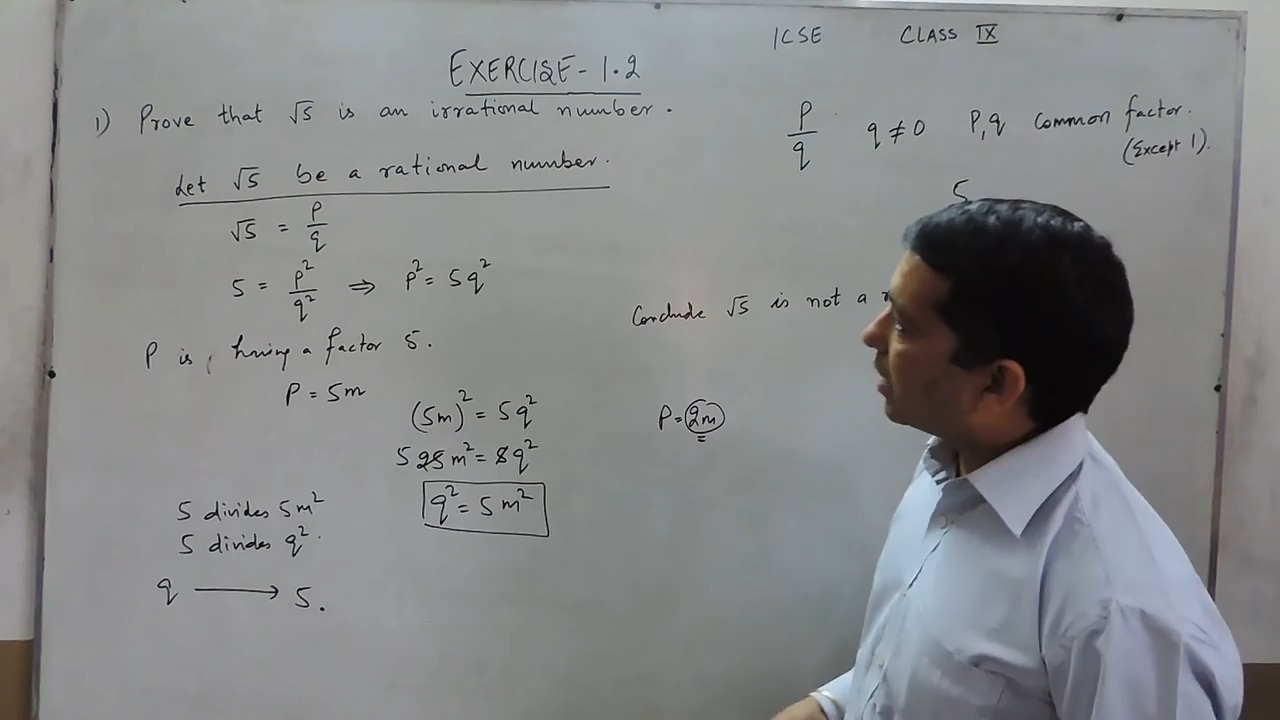 ICSE CLASS IX
EXERCISE - 1.2
1) Prove that √5 is an irrational number.
Let √5 be a rational number.
√5 = P/q
5 = P²/q² ⇒ P² = 5q²
P is, having a factor 5.
P = 5m
(5m)² = 5q²
5 25m² = 5q²
q² = 5m²
5 divides 5m²
5 divides q².
q → 5.
P/q q ≠ 0 P,q common factor.
(Except 1).
5
Conclude √5 is not a
P = 2m